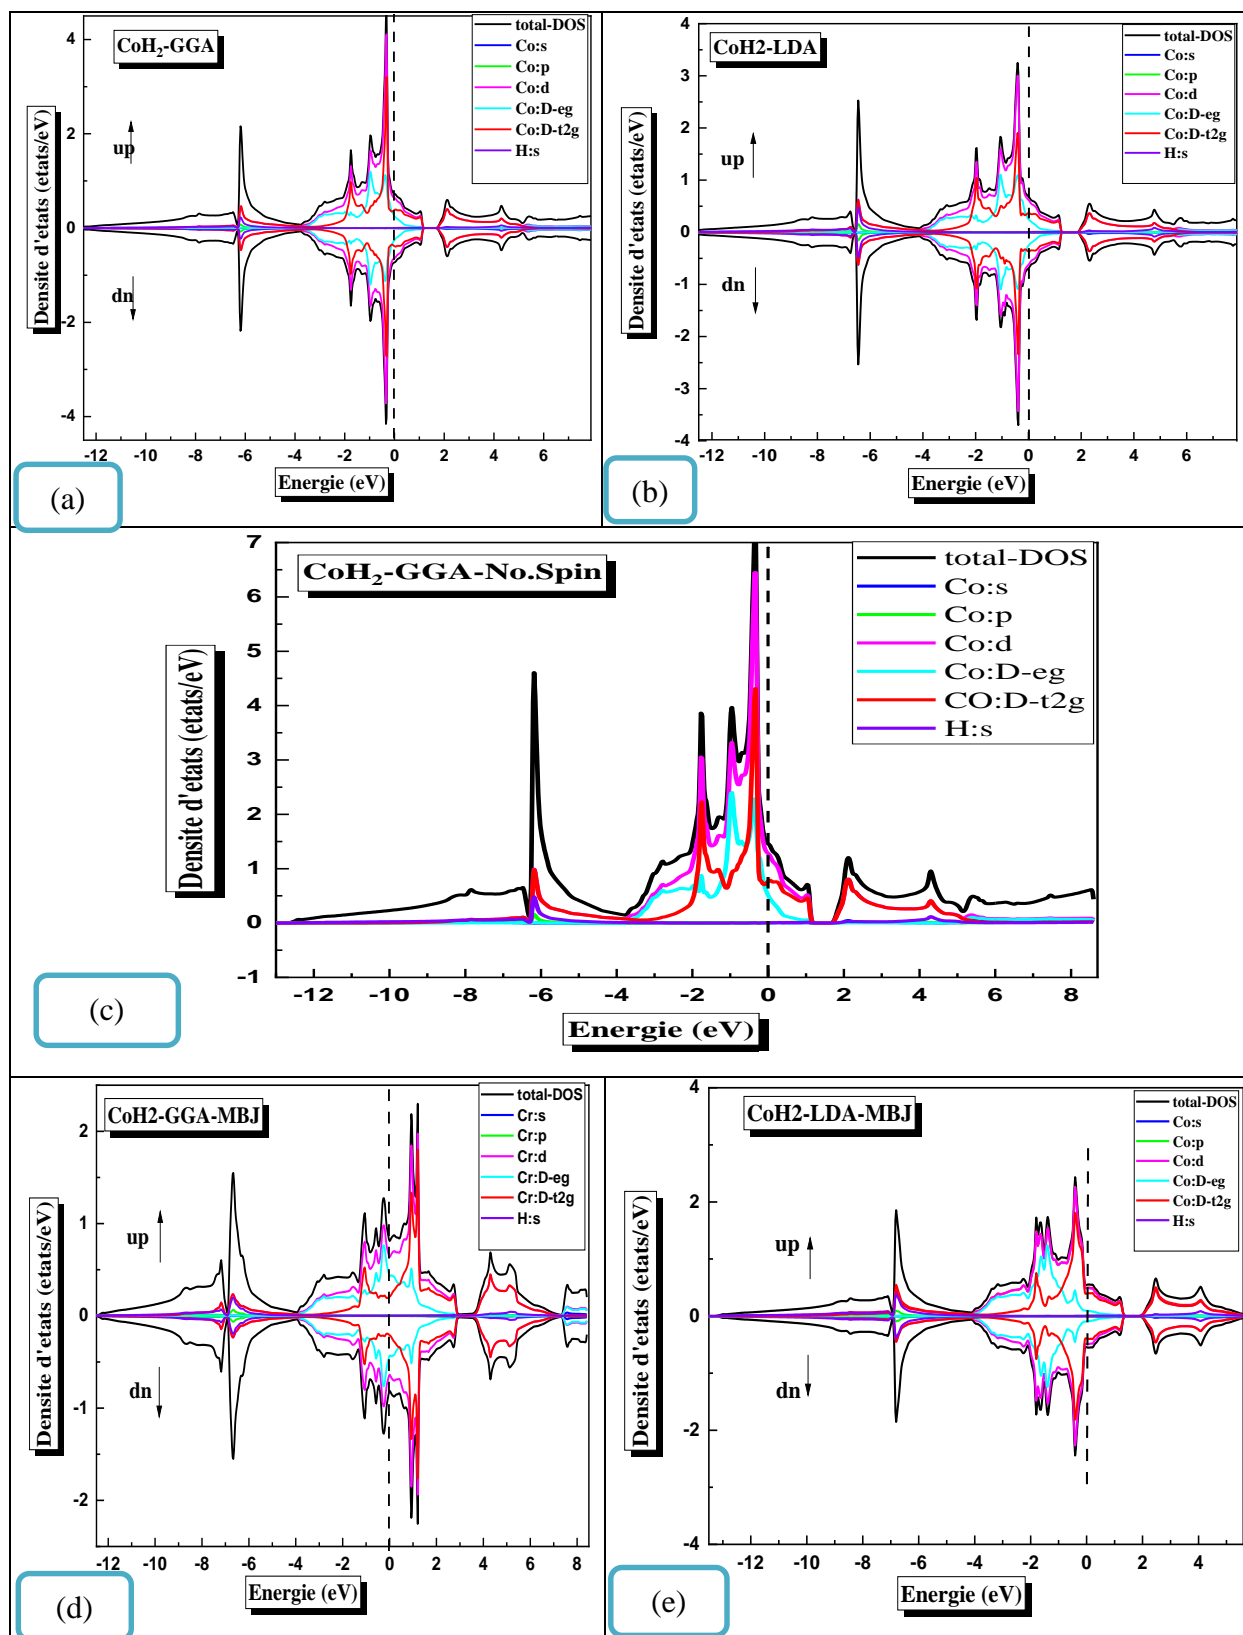 CoH₂-GGA
total-DOS
Co:s
Co:p
Co:d
Co:D-eg
Co:D-t2g
H:s
up
dn
Densite d'etats (etats/eV)
4
2
0
-2
-4
-12 -10 -8 -6 -4 -2 0 2 4 6
Energie (eV)
(a)
CoH2-LDA
total-DOS
Co:s
Co:p
Co:d
Co:D-eg
Co:D-t2g
H:s
up
dn
Densite d'etats (etats/eV)
4
3
2
1
0
-1
-2
-3
-4
-12 -10 -8 -6 -4 -2 0 2 4 6
Energie (eV)
(b)
CoH₂-GGA-No.Spin
total-DOS
Co:s
Co:p
Co:d
Co:D-eg
CO:D-t2g
H:s
Densite d'etats (etats/eV)
7
6
5
4
3
2
1
0
-1
-12 -10 -8 -6 -4 -2 0 2 4 6 8
Energie (eV)
(c)
CoH2-GGA-MBJ
total-DOS
Cr:s
Cr:p
Cr:d
Cr:D-eg
Cr:D-t2g
H:s
up
dn
Densite d'etats (etats/eV)
2
1
0
-1
-2
-12 -10 -8 -6 -4 -2 0 2 4 6 8
Energie (eV)
(d)
CoH2-LDA-MBJ
total-DOS
Co:s
Co:p
Co:d
Co:D-eg
Co:D-t2g
H:s
up
dn
Densite d'etats (etats/eV)
4
2
0
-2
-4
-12 -10 -8 -6 -4 -2 0 2 4
Energie (eV)
(e)